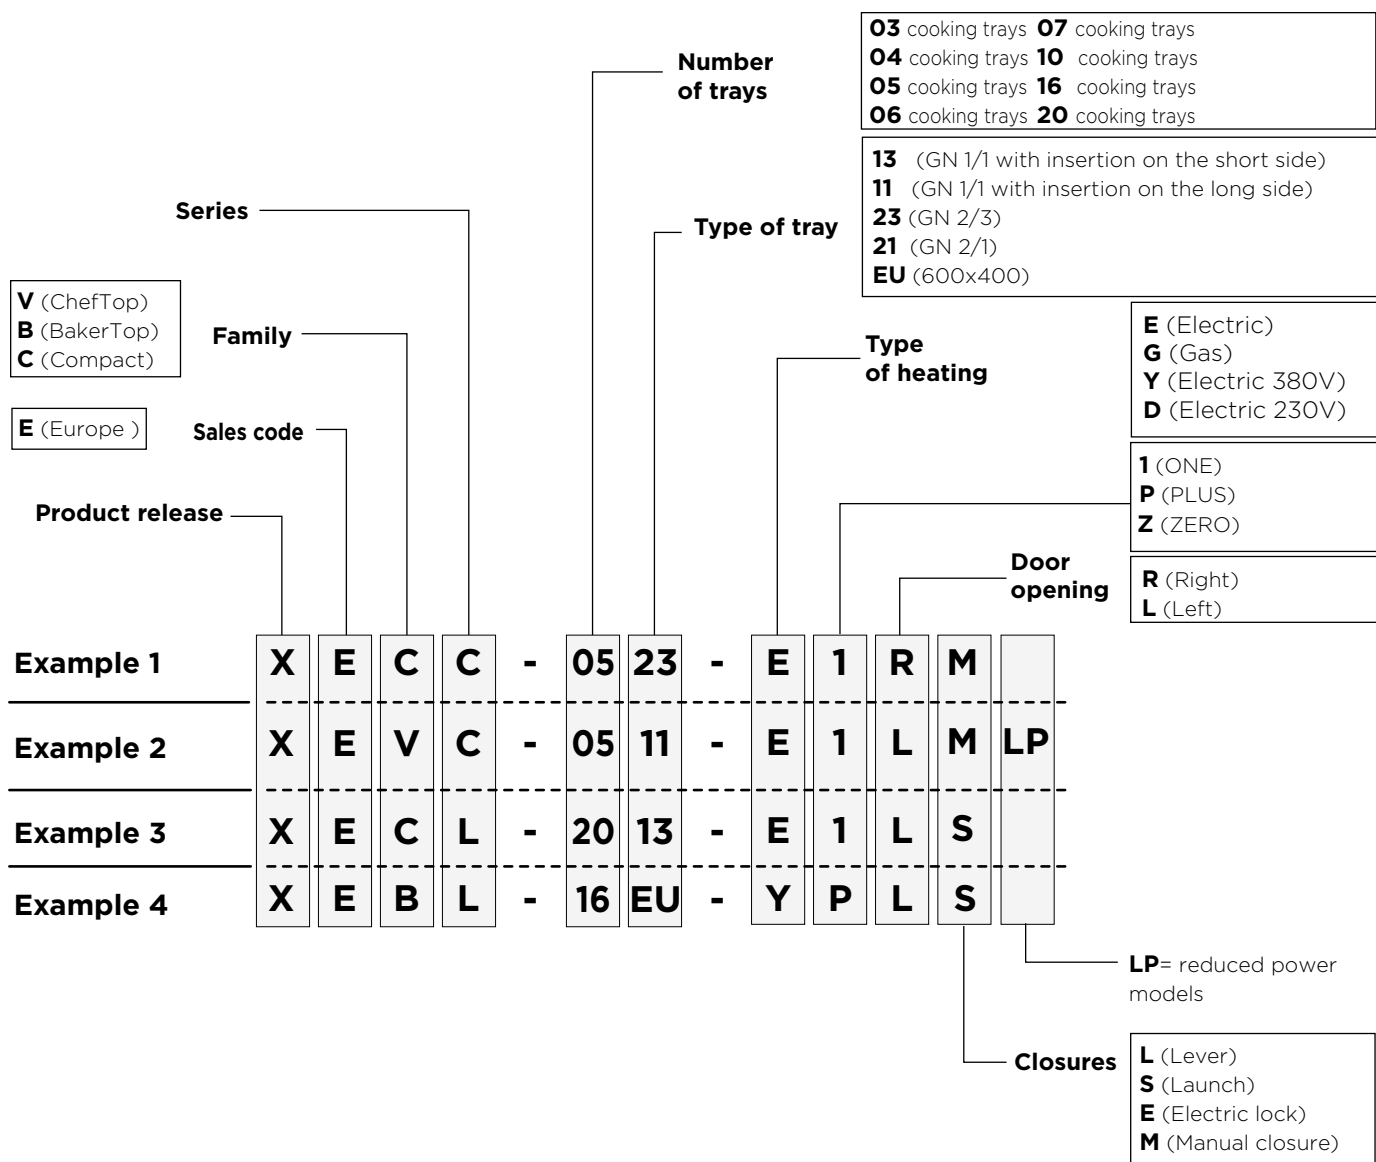 Number
of trays
03 cooking trays 07 cooking trays
04 cooking trays 10 cooking trays
05 cooking trays 16 cooking trays
06 cooking trays 20 cooking trays
Type of tray
13 (GN 1/1 with insertion on the short side)
11 (GN 1/1 with insertion on the long side)
23 (GN 2/3)
21 (GN 2/1)
EU (600x400)
Series
V (ChefTop)
B (BakerTop)
C (Compact)
Family
Type
of heating
E (Electric)
G (Gas)
Y (Electric 380V)
D (Electric 230V)
E (Europe )
Sales code
1 (ONE)
P (PLUS)
Z (ZERO)
Product release
Door
opening
R (Right)
L (Left)
Example 1 X E C C - 05 23 - E 1 R M
Example 2 X E V C - 05 11 - E 1 L M LP
Example 3 X E C L - 20 13 - E 1 L S
Example 4 X E B L - 16 EU - Y P L S
LP= reduced power
models
Closures
L (Lever)
S (Launch)
E (Electric lock)
M (Manual closure)